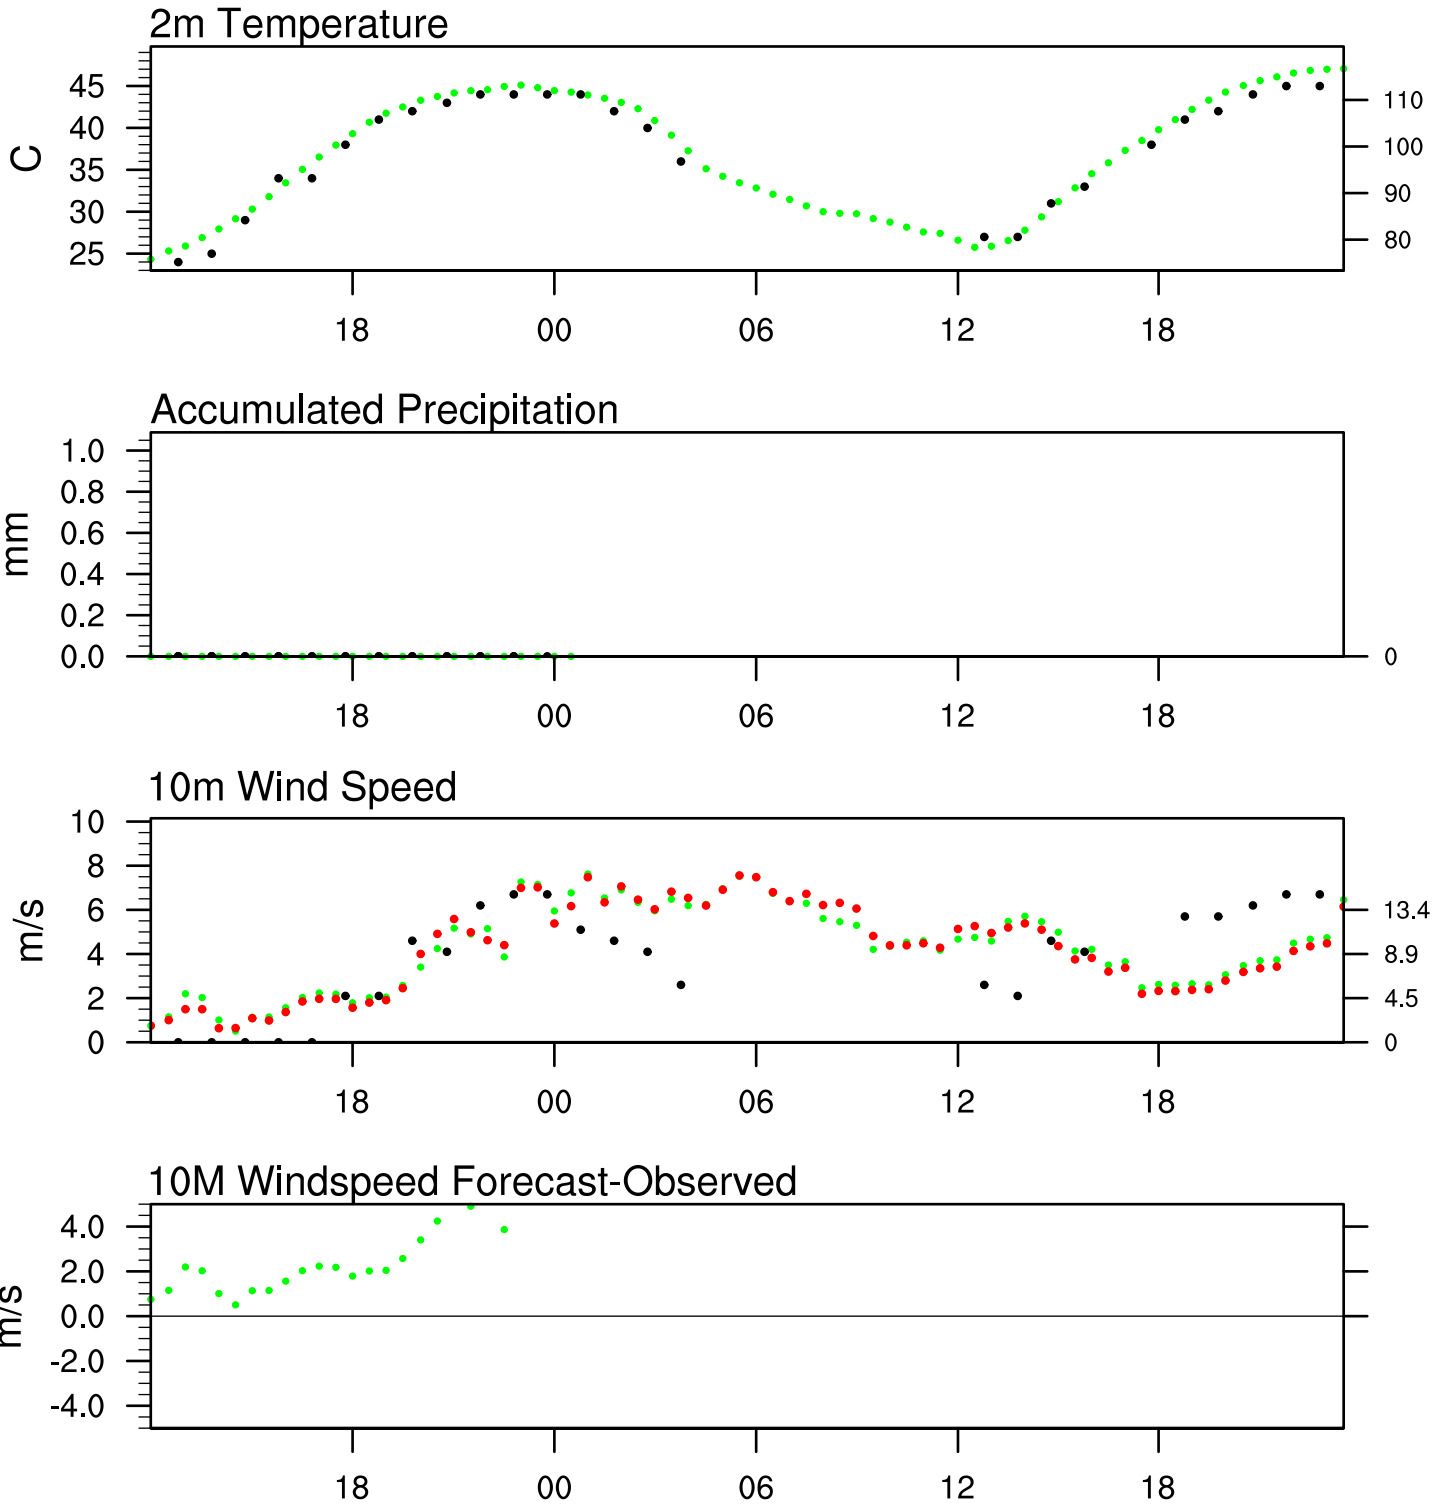 2m Temperature
45
40
35
30
25
C
110
100
90
80
18 00 06 12 18
Accumulated Precipitation
1.0
0.8
0.6
0.4
0.2
0.0
mm
0
18 00 06 12 18
10m Wind Speed
10
8
6
4
2
0
m/s
13.4
8.9
4.5
0
18 00 06 12 18
10M Windspeed Forecast-Observed
4.0
2.0
0.0
-2.0
-4.0
m/s
18 00 06 12 18